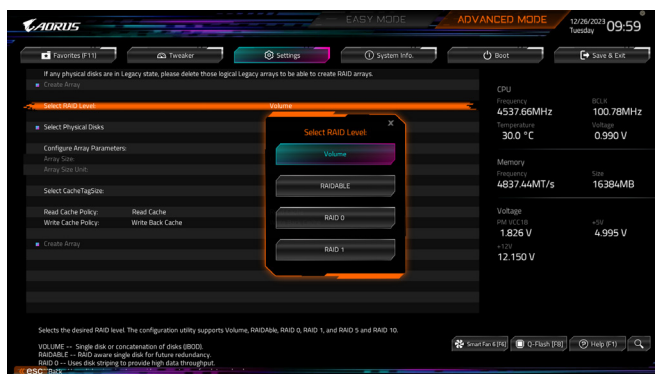 AORUS
EASY MODE
ADVANCED MODE
12/26/2023
Tuesday
09:59
Favorites (F11)
Tweaker
Settings
System Info.
Boot
Save & Exit
If any physical disks are in Legacy state, please delete those logical Legacy arrays to be able to create RAID arrays.
Create Array
Select RAID Level:
Volume
Select Physical Disks
Configure Array Parameters:
Array Size:
Array Size Unit:
Select CacheTagSize:
Read Cache Policy: Read Cache
Write Cache Policy: Write Back Cache
Create Array
Select RAID Level:
X
Volume
RAIDABLE
RAID 0
RAID 1
CPU
Frequency BCLK
4537.66MHz 100.78MHz
Temperature Voltage
30.0 °C 0.990 V
Memory
Frequency Size
4837.44MT/s 16384MB
Voltage
PM VCC18 +5V
1.826 V 4.995 V
+12V
12.150 V
Selects the desired RAID level. The configuration utility supports Volume, RAIDAble, RAID 0, RAID 1, and RAID 5 and RAID 10.
VOLUME -- Single disk or concatenation of disks (JBOD).
RAIDABLE -- RAID aware single disk for future redundancy.
RAID 0 -- Uses disk striping to provide high data throughput.
Smart Fan 6 [F6]
Q-Flash [F8]
Help (F1)
esc Back